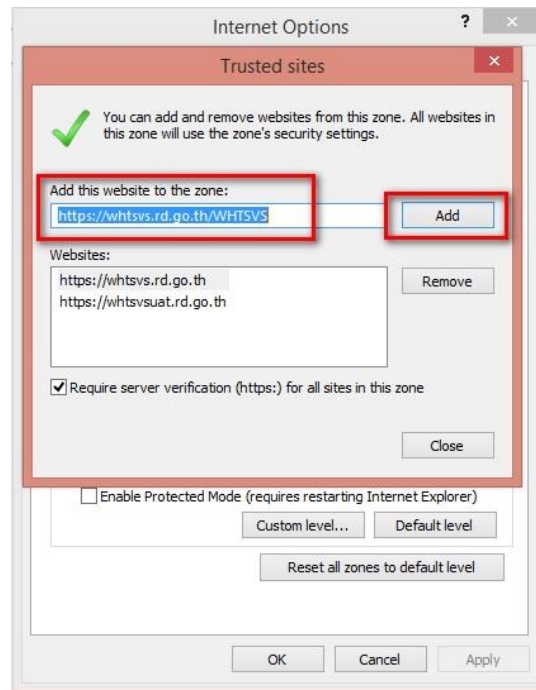 Internet Options
Trusted sites
You can add and remove websites from this zone. All websites in
this zone will use the zone's security settings.
Add this website to the zone:
https://whtsvs.rd.go.th/WHTSVS
Add
Websites:
https://whtsvs.rd.go.th
https://whtsvsuat.rd.go.th
Remove
Require server verification (https:) for all sites in this zone
Close
Enable Protected Mode (requires restarting Internet Explorer)
Custom level...
Default level
Reset all zones to default level
OK
Cancel
Apply